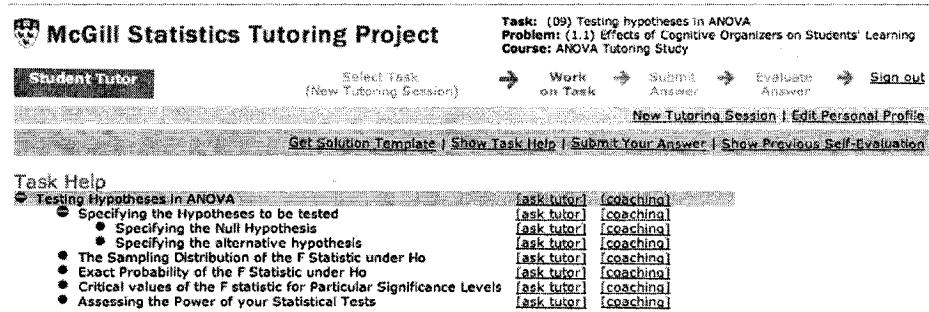 McGill Statistics Tutoring Project
Task: (09) Testing hypotheses in ANOVA
Problem: (1.1) Effects of Cognitive Organizers on Students' Learning
Course: ANOVA Tutoring Study
Student Tutor
Select Task
(New Tutoring Session)
Work
on Task
Submit
Answer
Evaluate
Answer
Sign out
New Tutoring Session | Edit Personal Profile
Get Solution Template | Show Task Help | Submit Your Answer | Show Previous Self-Evaluation
Task Help
Testing Hypotheses in ANOVA [ask tutor] [coaching]
Specifying the Hypotheses to be tested [ask tutor] [coaching]
Specifying the Null Hypothesis [ask tutor] [coaching]
Specifying the alternative hypothesis [ask tutor] [coaching]
The Sampling Distribution of the F Statistic under Ho [ask tutor] [coaching]
Exact Probability of the F Statistic under Ho [ask tutor] [coaching]
Critical values of the F statistic for Particular Significance Levels [ask tutor] [coaching]
Assessing the Power of your Statistical Tests [ask tutor] [coaching]